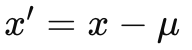 x′ = x − μ